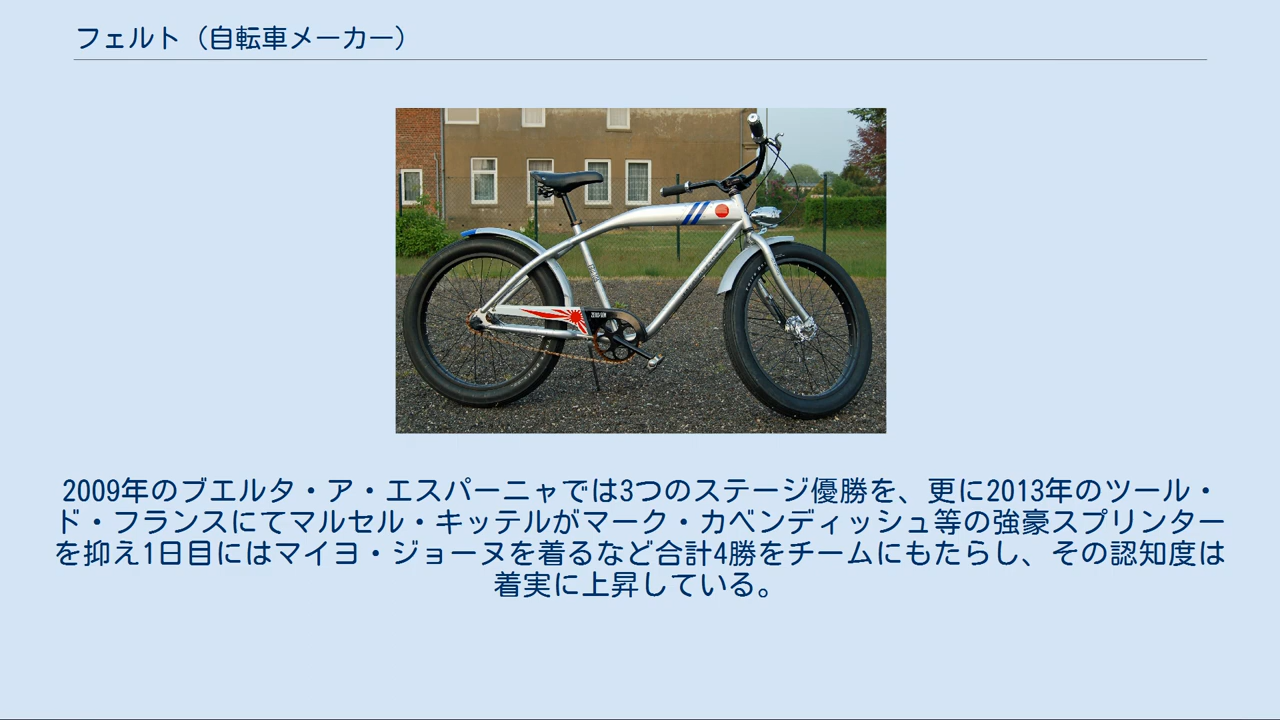 フェルト（自転車メーカー）
2009年のブエルタ・ア・エスパーニャでは3つのステージ優勝を、更に2013年のツール・
ド・フランスにてマルセル・キッテルがマーク・カベンディッシュ等の強豪スプリンター
を抑え1日目にはマイヨ・ジョーヌを着るなど合計4勝をチームにもたらし、その認知度は
着実に上昇している。